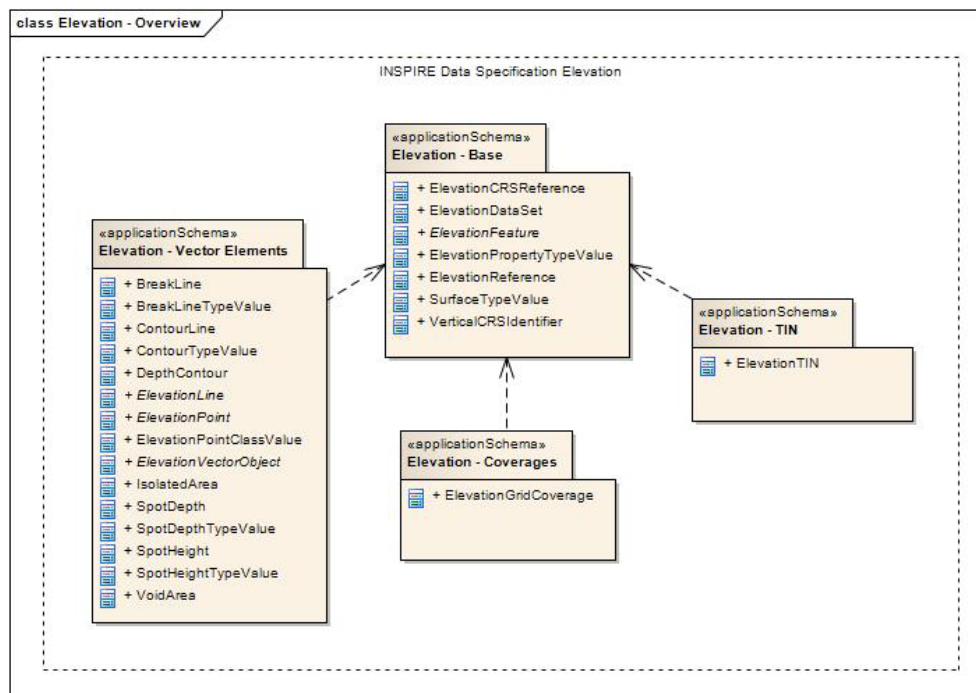 class Elevation - Overview
INSPIRE Data Specification Elevation
«applicationSchema»
Elevation - Base
+ ElevationCRSReference
+ ElevationDataSet
+ ElevationFeature
+ ElevationPropertyTypeValue
+ ElevationReference
+ SurfaceTypeValue
+ VerticalCRSIdentifier
«applicationSchema»
Elevation - Vector Elements
+ BreakLine
+ BreakLineTypeValue
+ ContourLine
+ ContourTypeValue
+ DepthContour
+ ElevationLine
+ ElevationPoint
+ ElevationPointClassValue
+ ElevationVectorObject
+ IsolatedArea
+ SpotDepth
+ SpotDepthTypeValue
+ SpotHeight
+ SpotHeightTypeValue
+ VoidArea
«applicationSchema»
Elevation - TIN
+ ElevationTIN
«applicationSchema»
Elevation - Coverages
+ ElevationGridCoverage